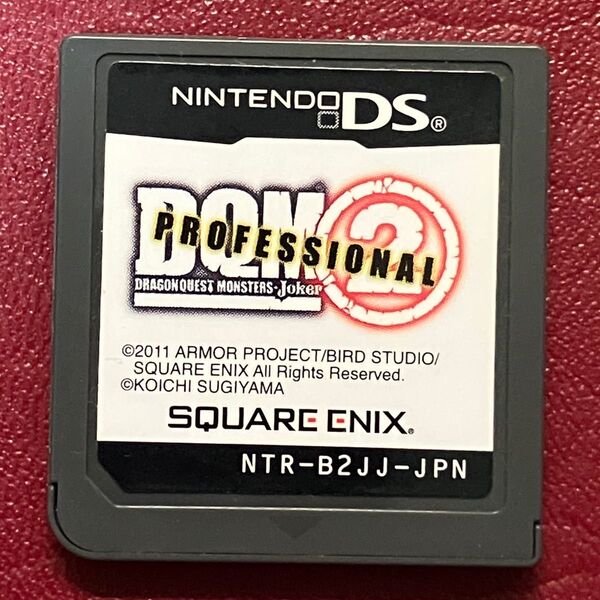 NINTENDO DS®
DQM 2
PROFESSIONAL
DRAGON QUEST MONSTERS·Joker
©2011 ARMOR PROJECT/BIRD STUDIO/
SQUARE ENIX All Rights Reserved.
©KOICHI SUGIYAMA
SQUARE ENIX®
NTR-B2JJ-JPN